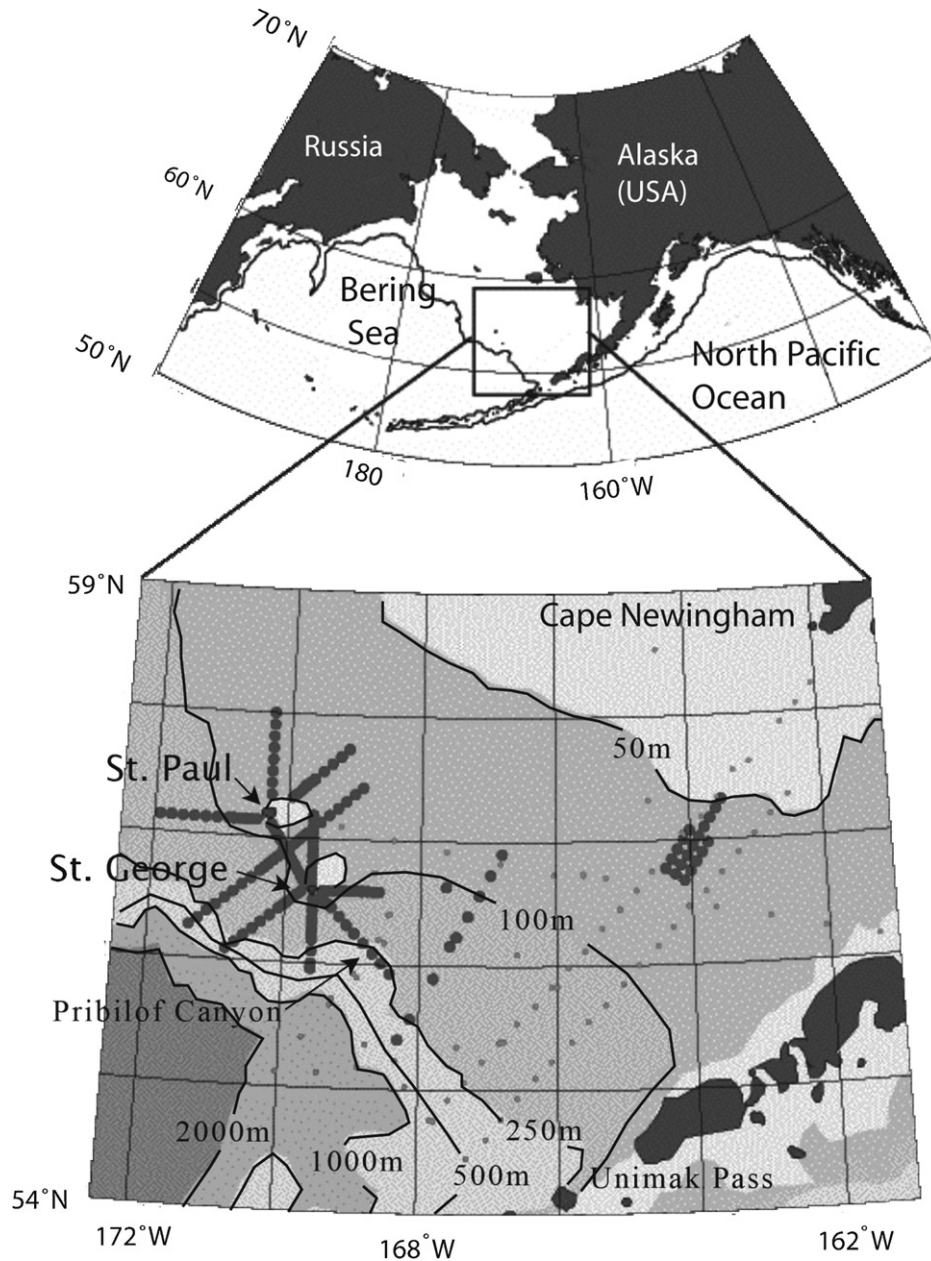 70˚N
Russia
Alaska
(USA)
60˚N
Bering
Sea
50˚N
North Pacific
Ocean
180
160˚W
59˚N
Cape Newingham
50m
St. Paul
St. George
100m
Pribilof Canyon
2000m
250m
1000m
500m
Unimak Pass
54˚N
172˚W
168˚W
162˚W